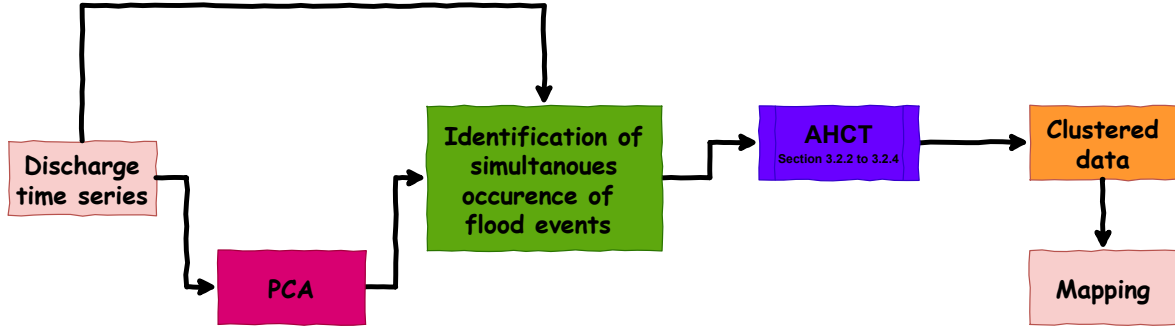 Discharge
time series
PCA
Identification of
simultanoues
occurence of
flood events
AHCT
Section 3.2.2 to 3.2.4
Clustered
data
Mapping